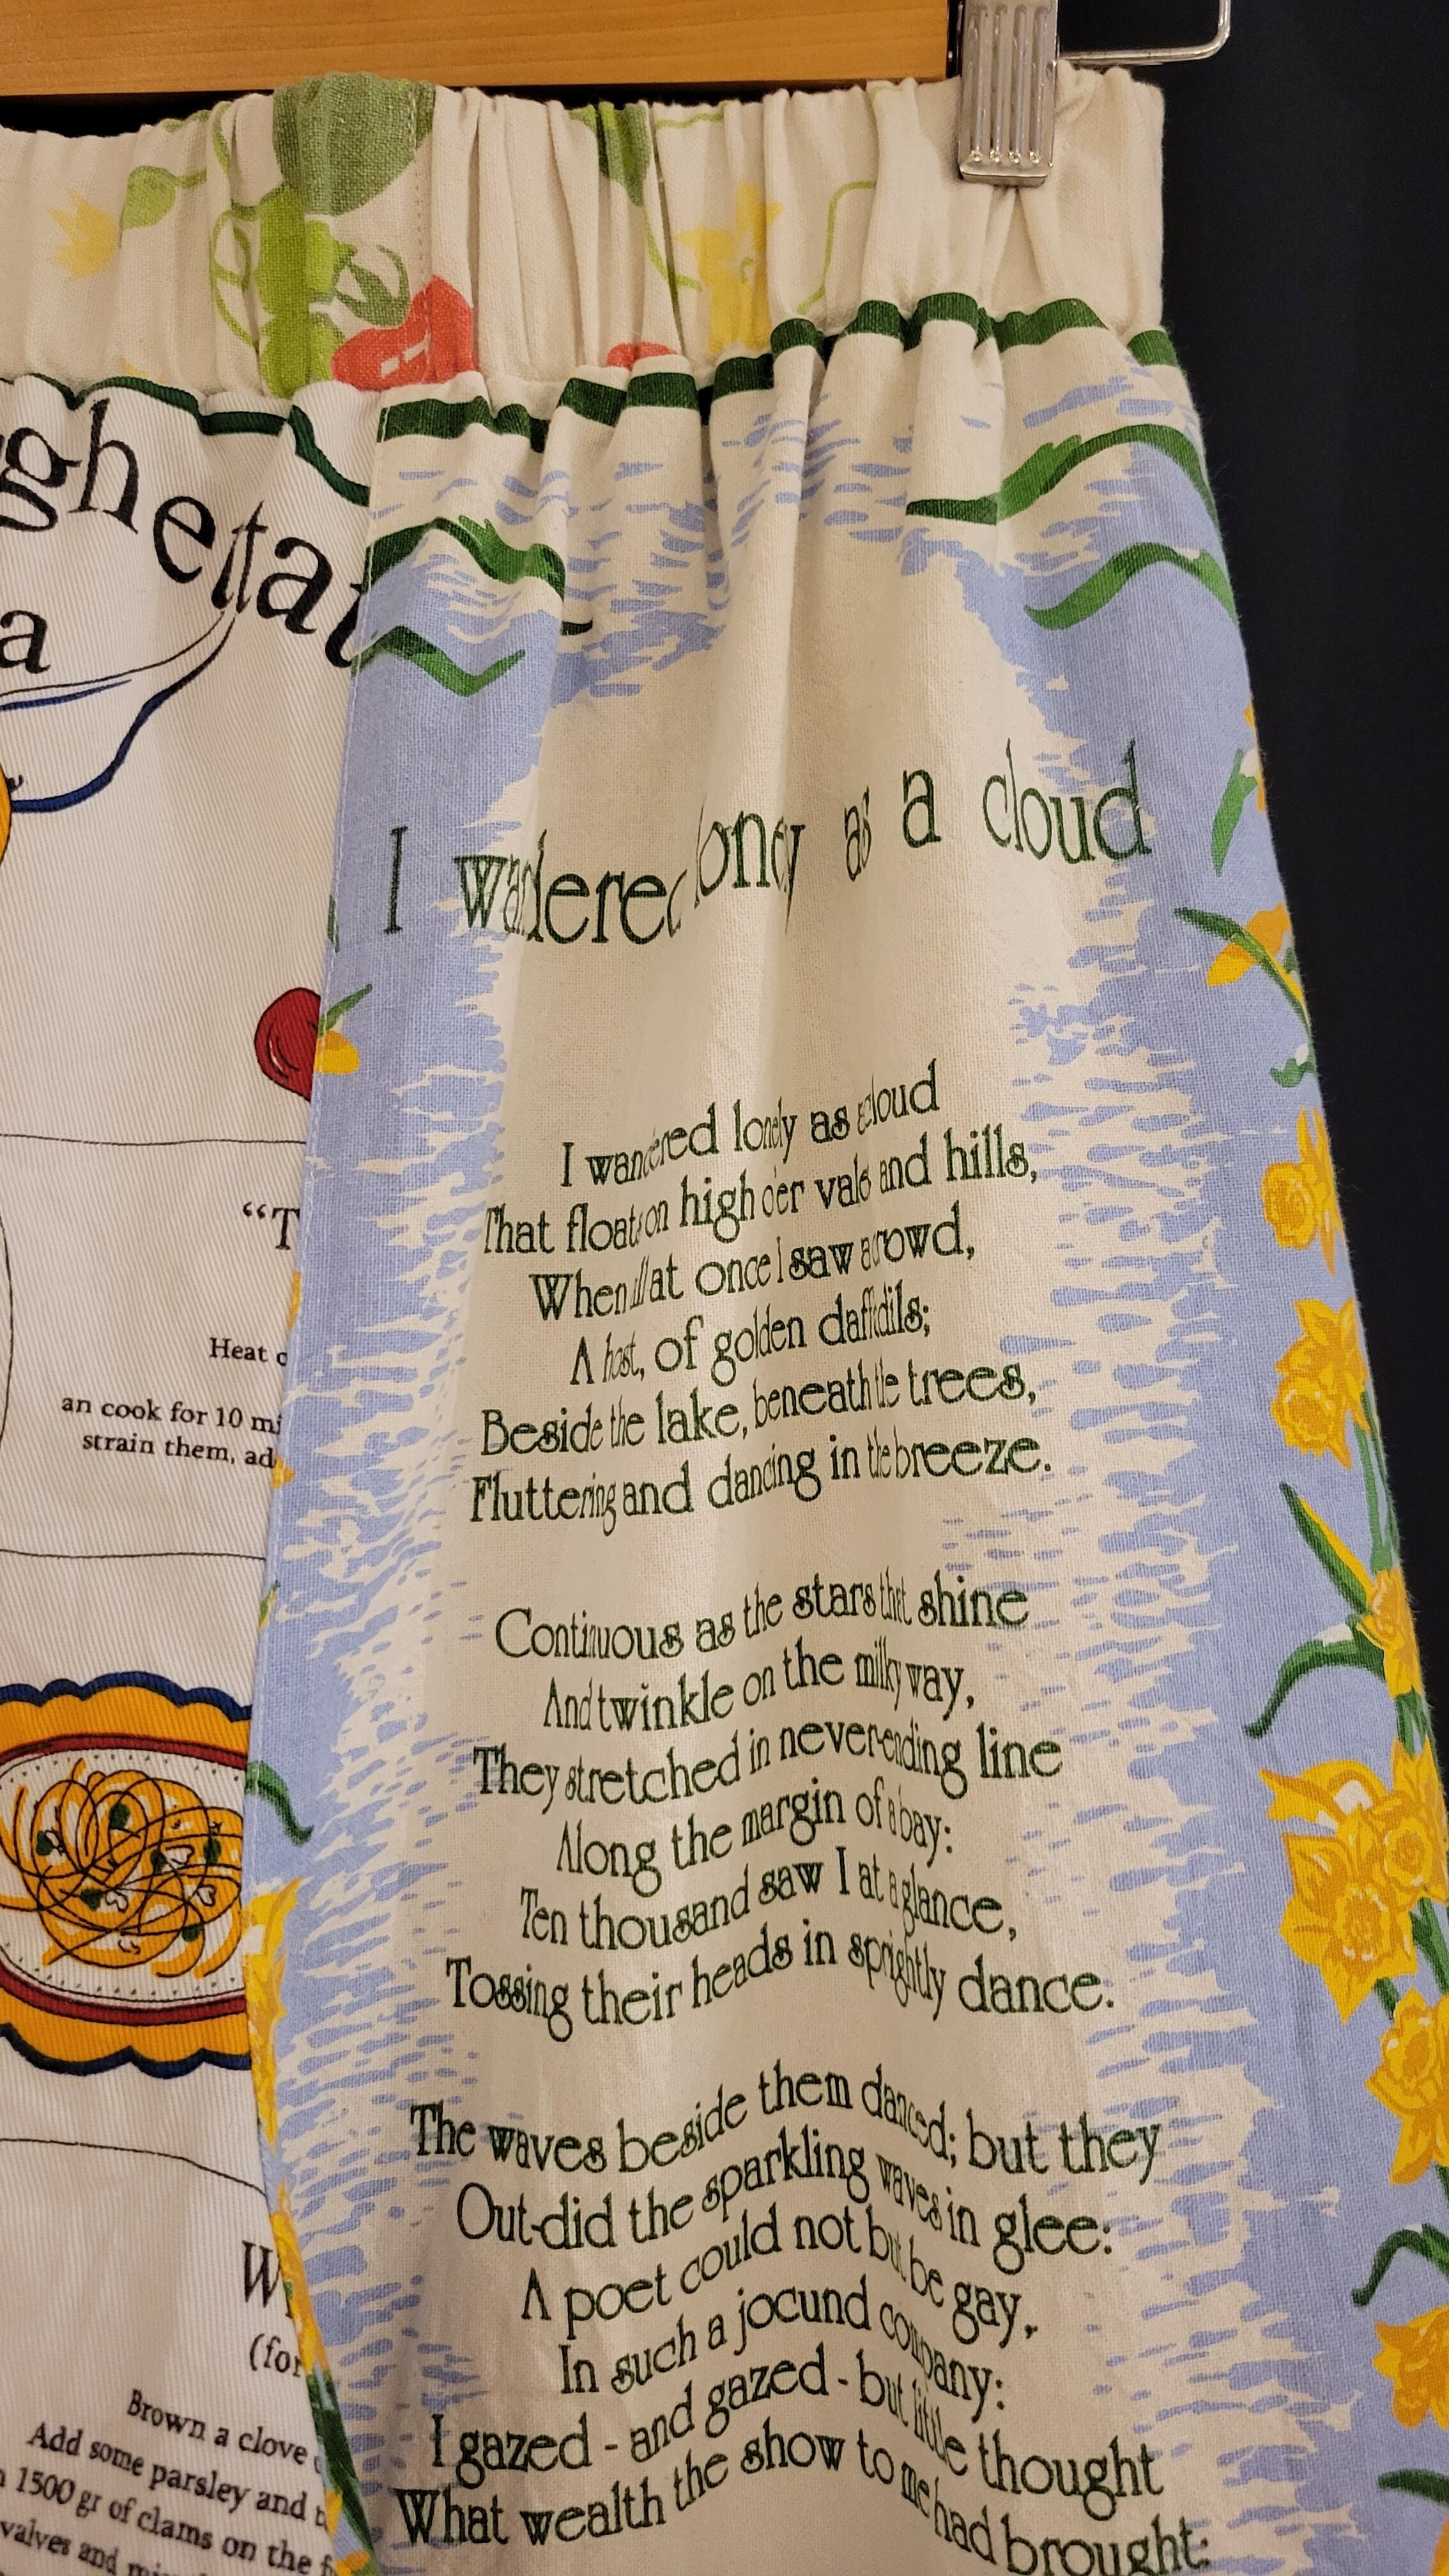 ghettat
a
"T
Heat
an cook for 10 mi
strain them, ad
W
(for
Brown a clove
Add some parsley and
1500 gr of clams on the
valves and
I wandered lonely as a cloud
I wandered lonely as a cloud
That floats on high o'er vales and hills,
When all at once I saw a crowd,
A host, of golden daffodils;
Beside the lake, beneath the trees,
Fluttering and dancing in the breeze.
Continuous as the stars that shine
And twinkle on the milky way,
They stretched in never-ending line
Along the margin of a bay:
Ten thousand saw I at a glance,
Tossing their heads in sprightly dance.
The waves beside them danced; but they
Out-did the sparkling waves in glee:
A poet could not but be gay,
In such a jocund company:
I gazed - and gazed - but little thought
What wealth the show to me had brought: